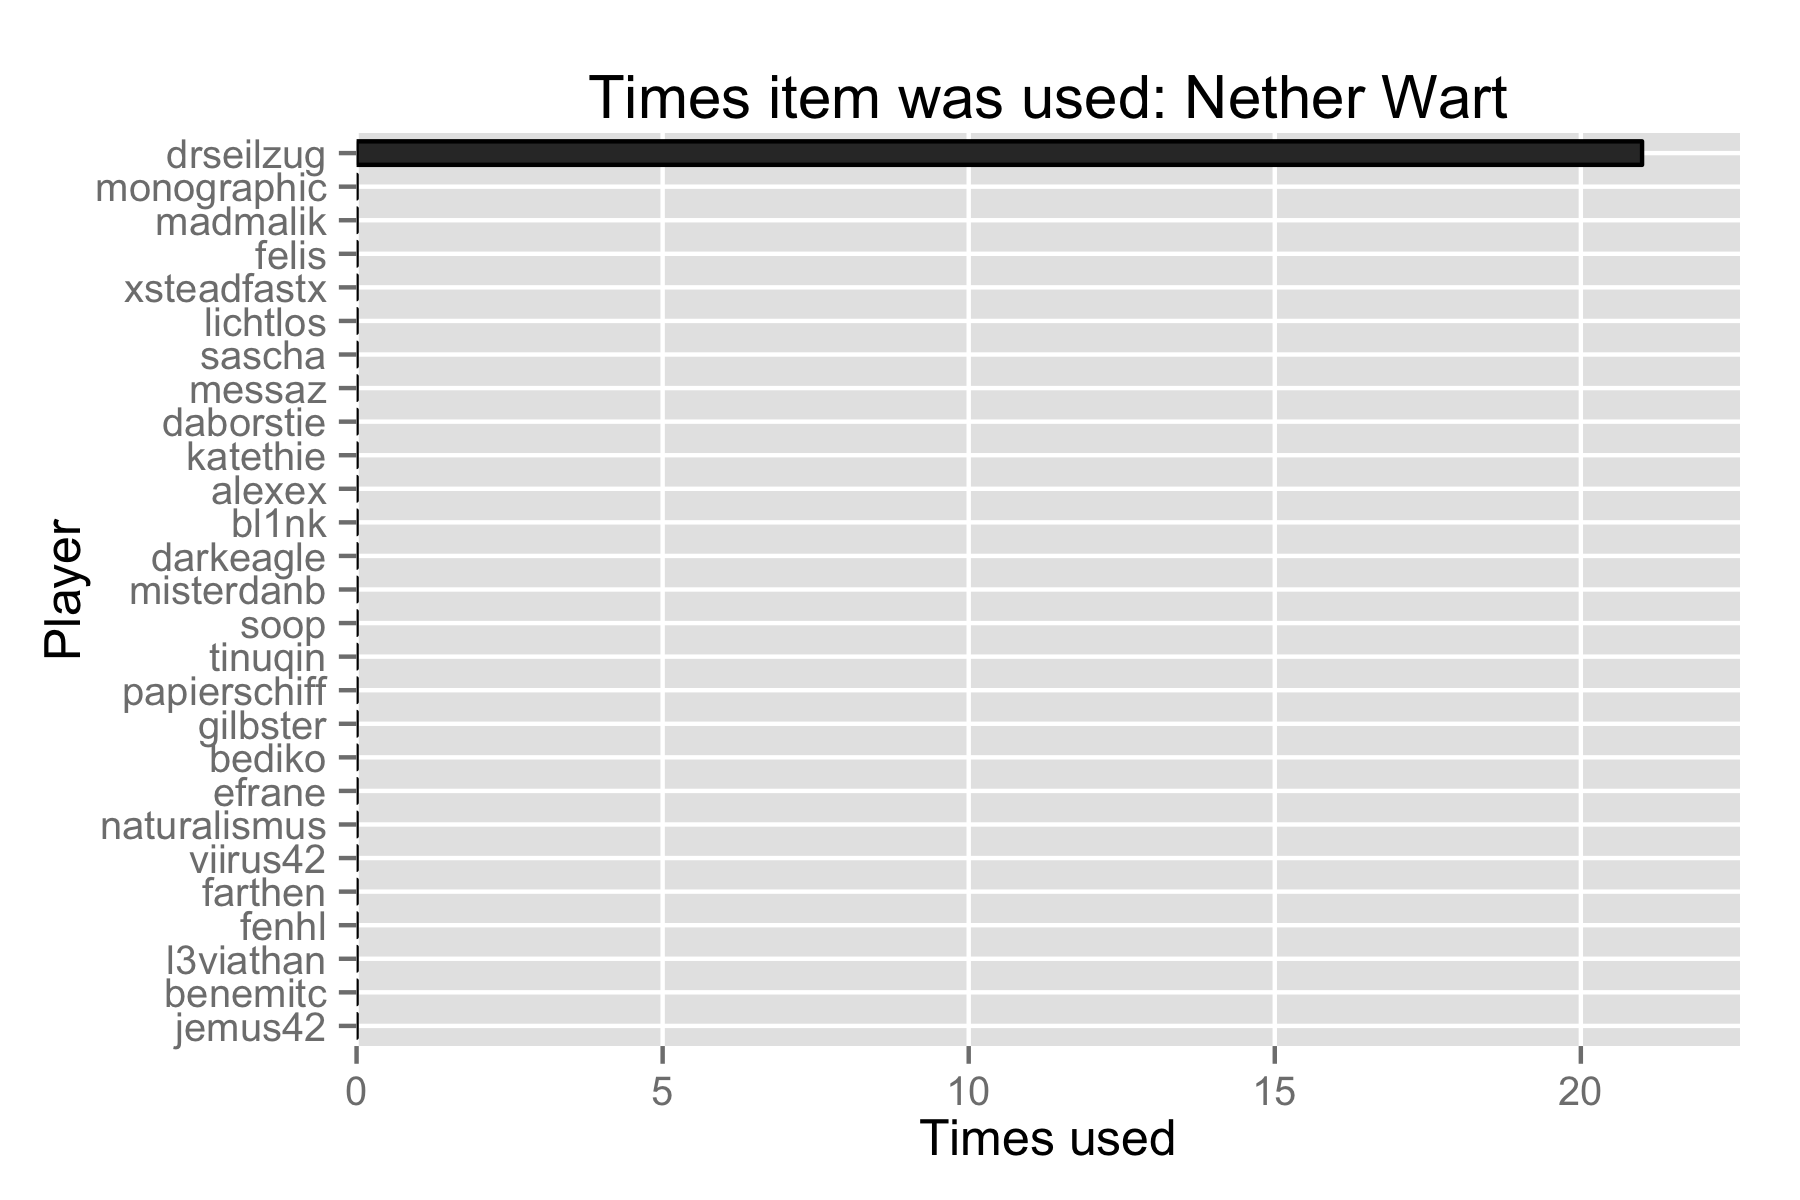 Times item was used: Nether Wart
drseilzug
monographic
madmalik
felis
xsteadfastx
lichtlos
sascha
messaz
daborstie
katethie
alexex
bl1nk
darkeagle
misterdanb
soop
tinuqin
papierschiff
gilbster
bediko
efrane
naturalismus
viirus42
farthen
fenhl
l3viathan
benemitc
jemus42
Player
0 5 10 15 20
Times used